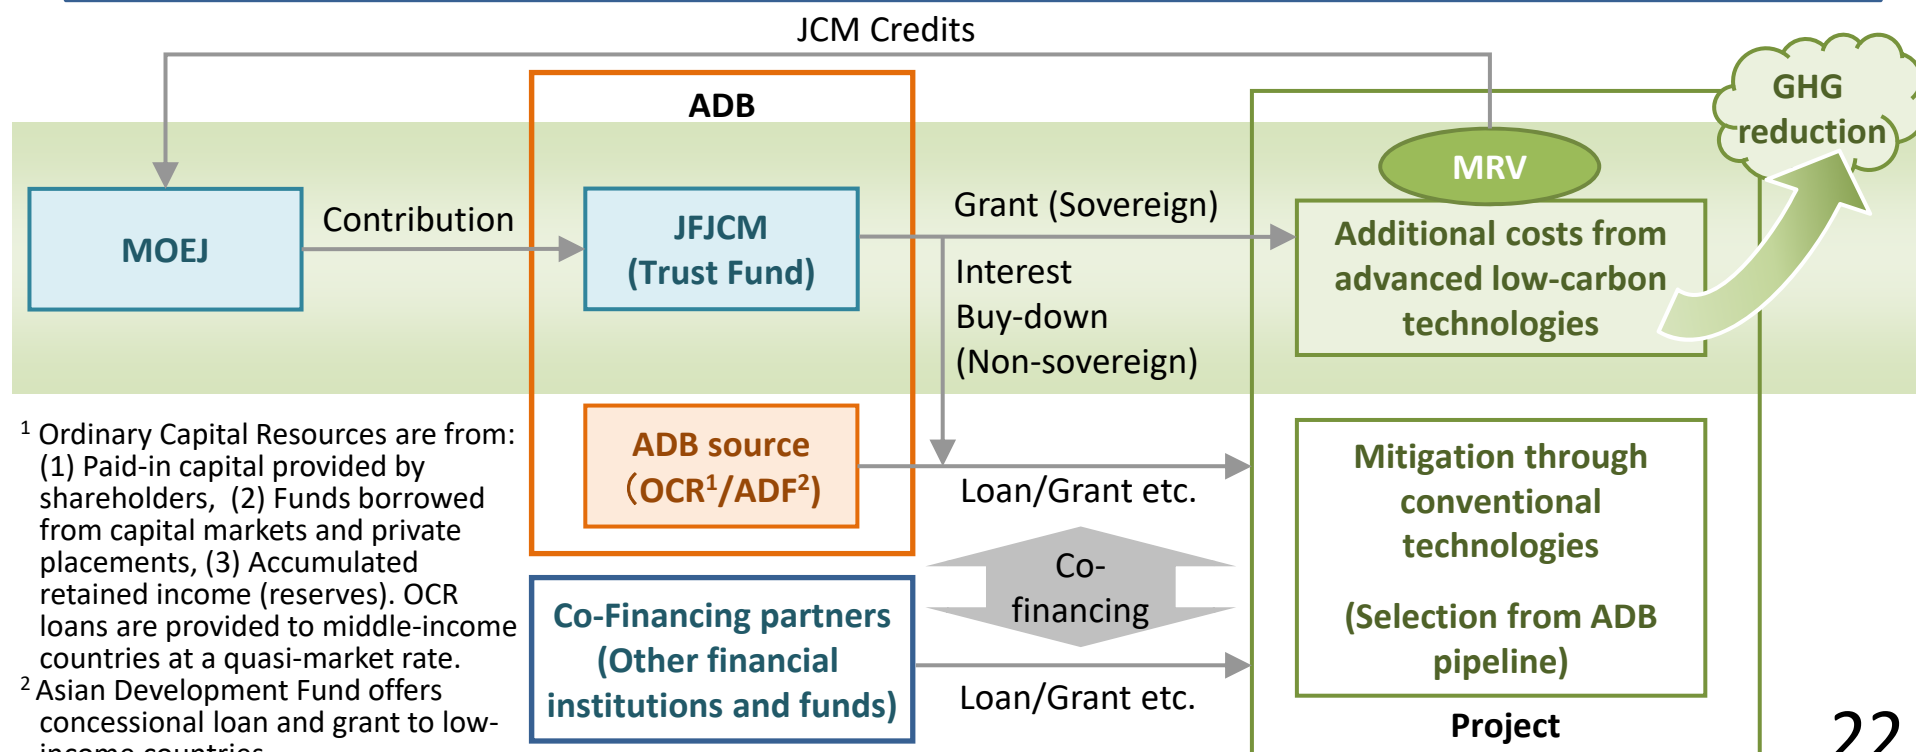 JCM Credits
ADB
GHG
reduction
MRV
MOEJ
Contribution
JFJCM
(Trust Fund)
Grant (Sovereign)
Interest
Buy-down
(Non-sovereign)
Additional costs from
advanced low-carbon
technologies
ADB source
（OCR¹/ADF²)
Loan/Grant etc.
Co-
financing
Mitigation through
conventional
technologies
(Selection from ADB
pipeline)
Co-Financing partners
(Other financial
institutions and funds)
Loan/Grant etc.
Project
¹ Ordinary Capital Resources are from:
(1) Paid-in capital provided by
shareholders, (2) Funds borrowed
from capital markets and private
placements, (3) Accumulated
retained income (reserves). OCR
loans are provided to middle-income
countries at a quasi-market rate.
² Asian Development Fund offers
concessional loan and grant to low-
income countries
22